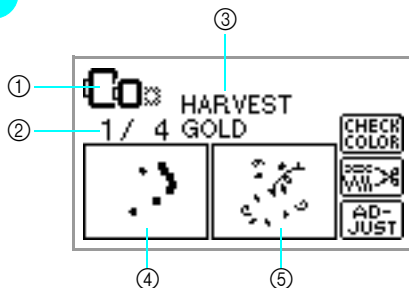 ③
①
HARVEST
② 1/ 4 GOLD
CHECK
COLOR
AD-
JUST
④ ⑤